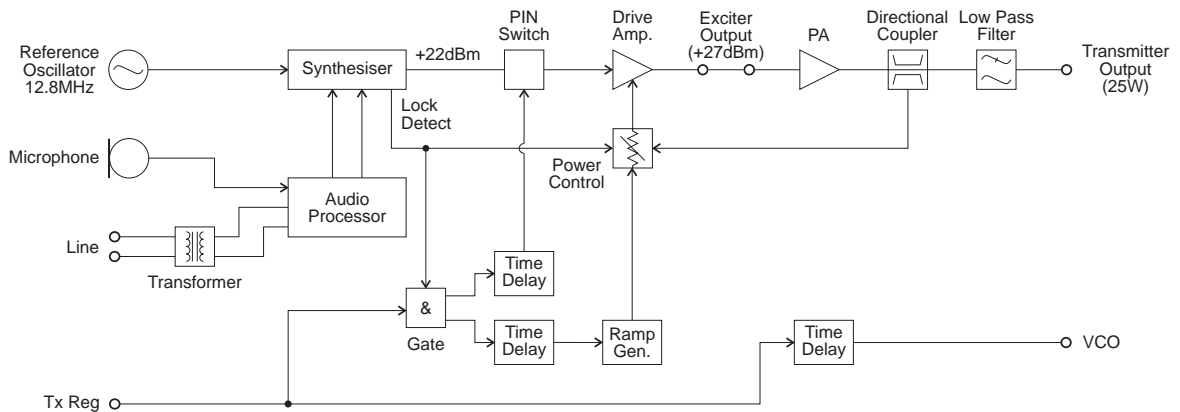 Reference
Oscillator
12.8MHz
Synthesiser
+22dBm
PIN
Switch
Drive
Amp.
Exciter
Output
(+27dBm)
PA
Directional
Coupler
Low Pass
Filter
Transmitter
Output
(25W)
Lock
Detect
Microphone
Power
Control
Audio
Processor
Line
Transformer
Time
Delay
&
Gate
Time
Delay
Ramp
Gen.
Time
Delay
VCO
Tx Reg